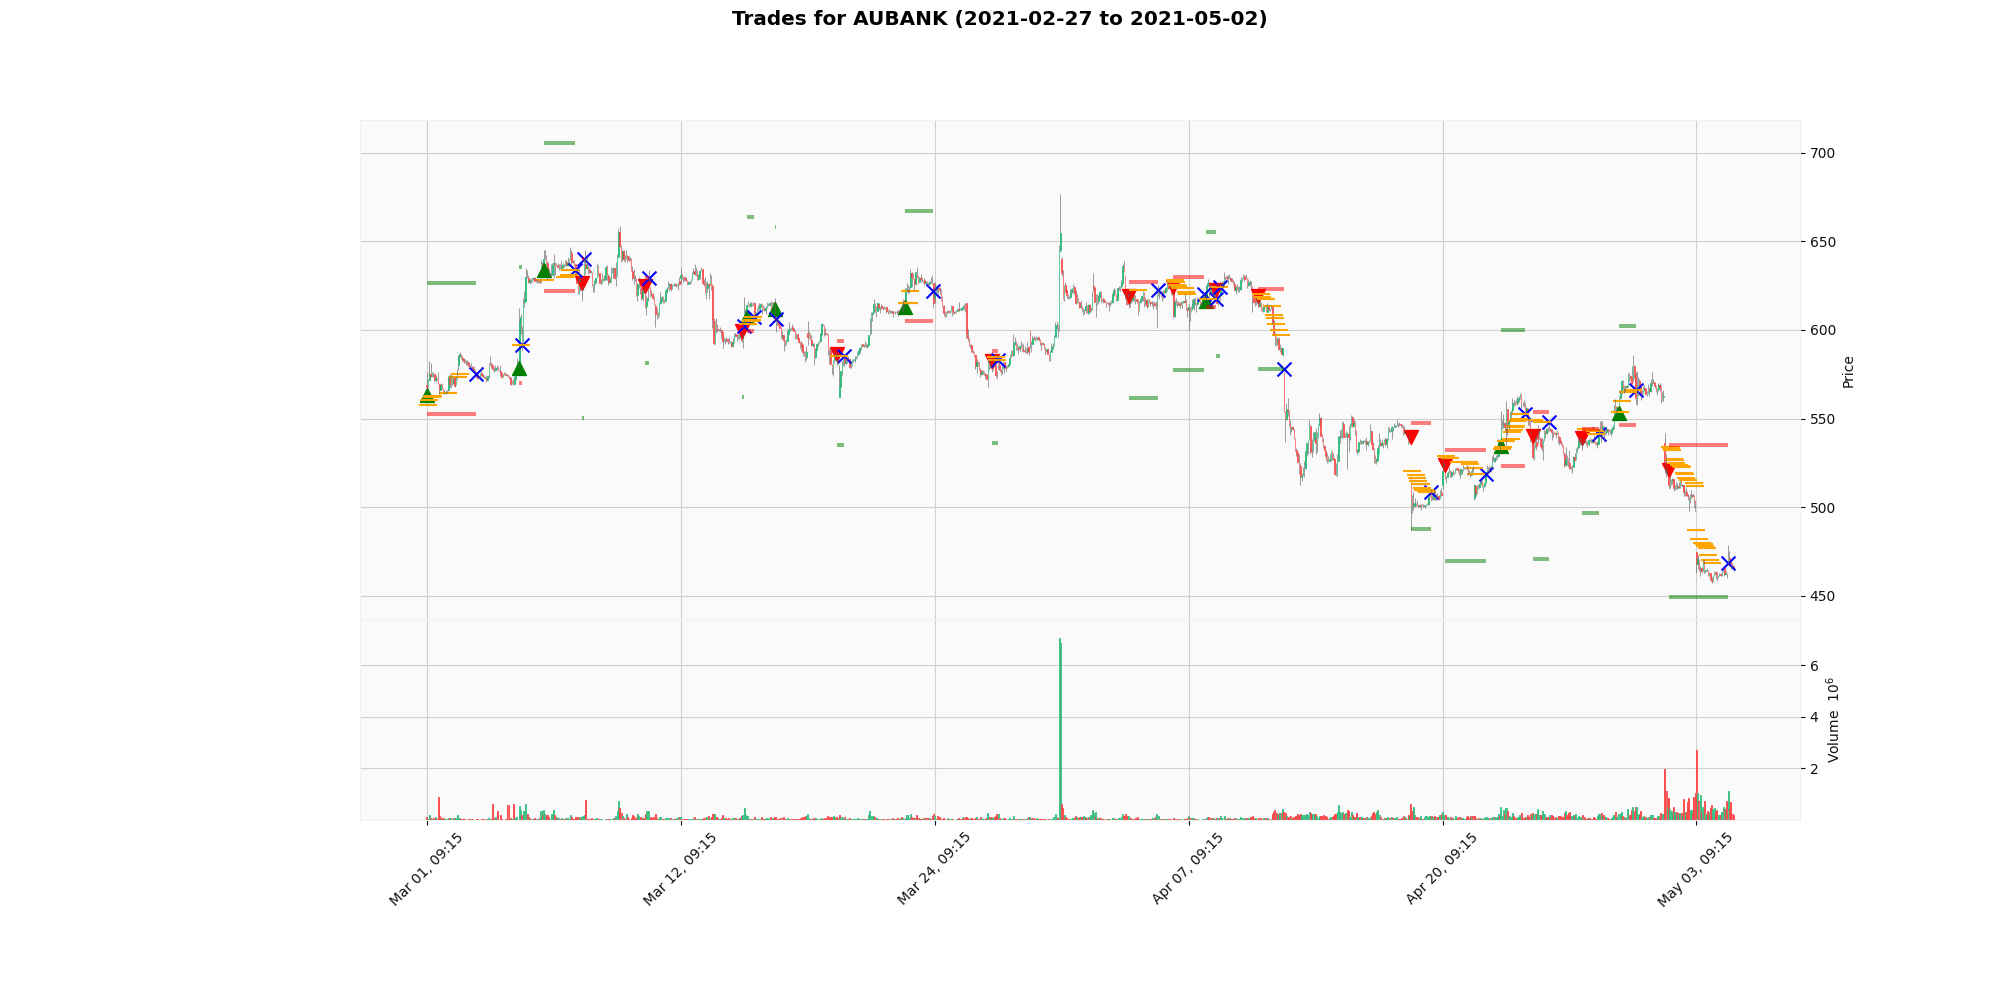 Trades for AUBANK (2021-02-27 to 2021-05-02)
700
650
600
550
500
450
Price
6
4
2
Volume 10^6
Mar 01, 09:15
Mar 12, 09:15
Mar 24, 09:15
Apr 07, 09:15
Apr 20, 09:15
May 03, 09:15